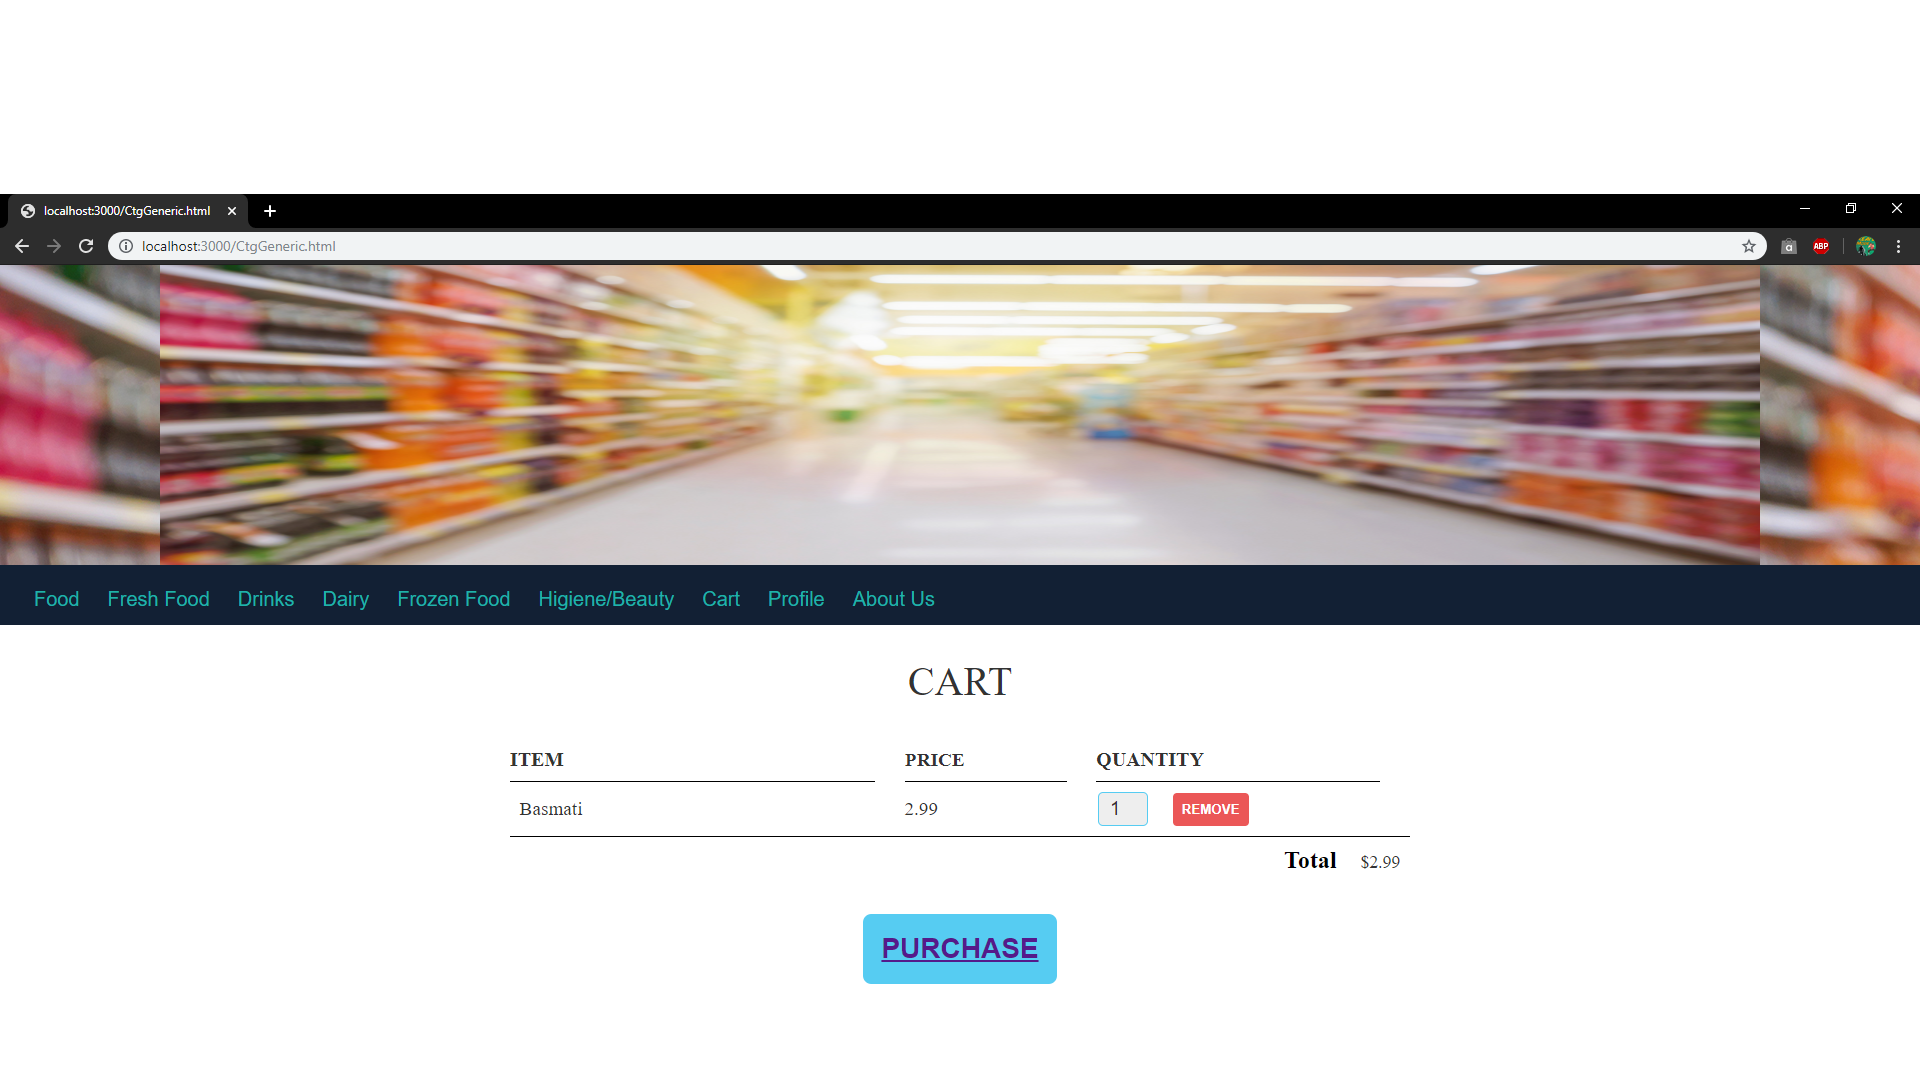 localhost:3000/CtgGeneric.html
localhost:3000/CtgGeneric.html
ABP
Food Fresh Food Drinks Dairy Frozen Food Higiene/Beauty Cart Profile About Us
CART
ITEM PRICE QUANTITY
Basmati 2.99 1 REMOVE
Total $2.99
PURCHASE